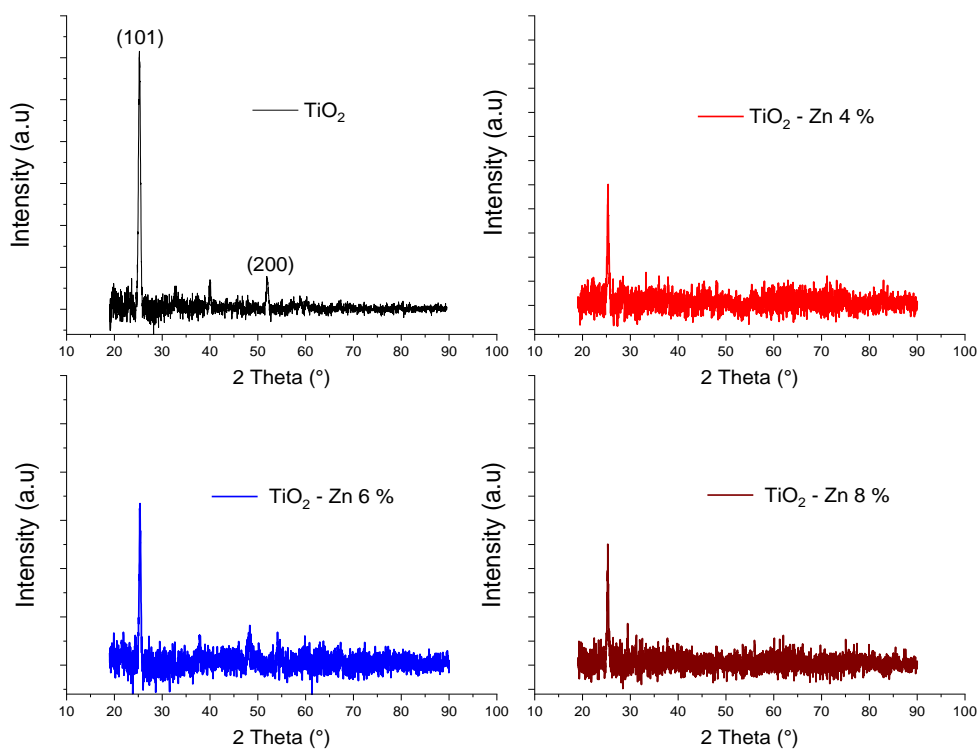 (101)
TiO₂
(200)
Intensity (a.u)
10 20 30 40 50 60 70 80 90 100
2 Theta (°)
TiO₂ - Zn 4 %
Intensity (a.u)
10 20 30 40 50 60 70 80 90 100
2 Theta (°)
TiO₂ - Zn 6 %
Intensity (a.u)
10 20 30 40 50 60 70 80 90 100
2 Theta (°)
TiO₂ - Zn 8 %
Intensity (a.u)
10 20 30 40 50 60 70 80 90 100
2 Theta (°)